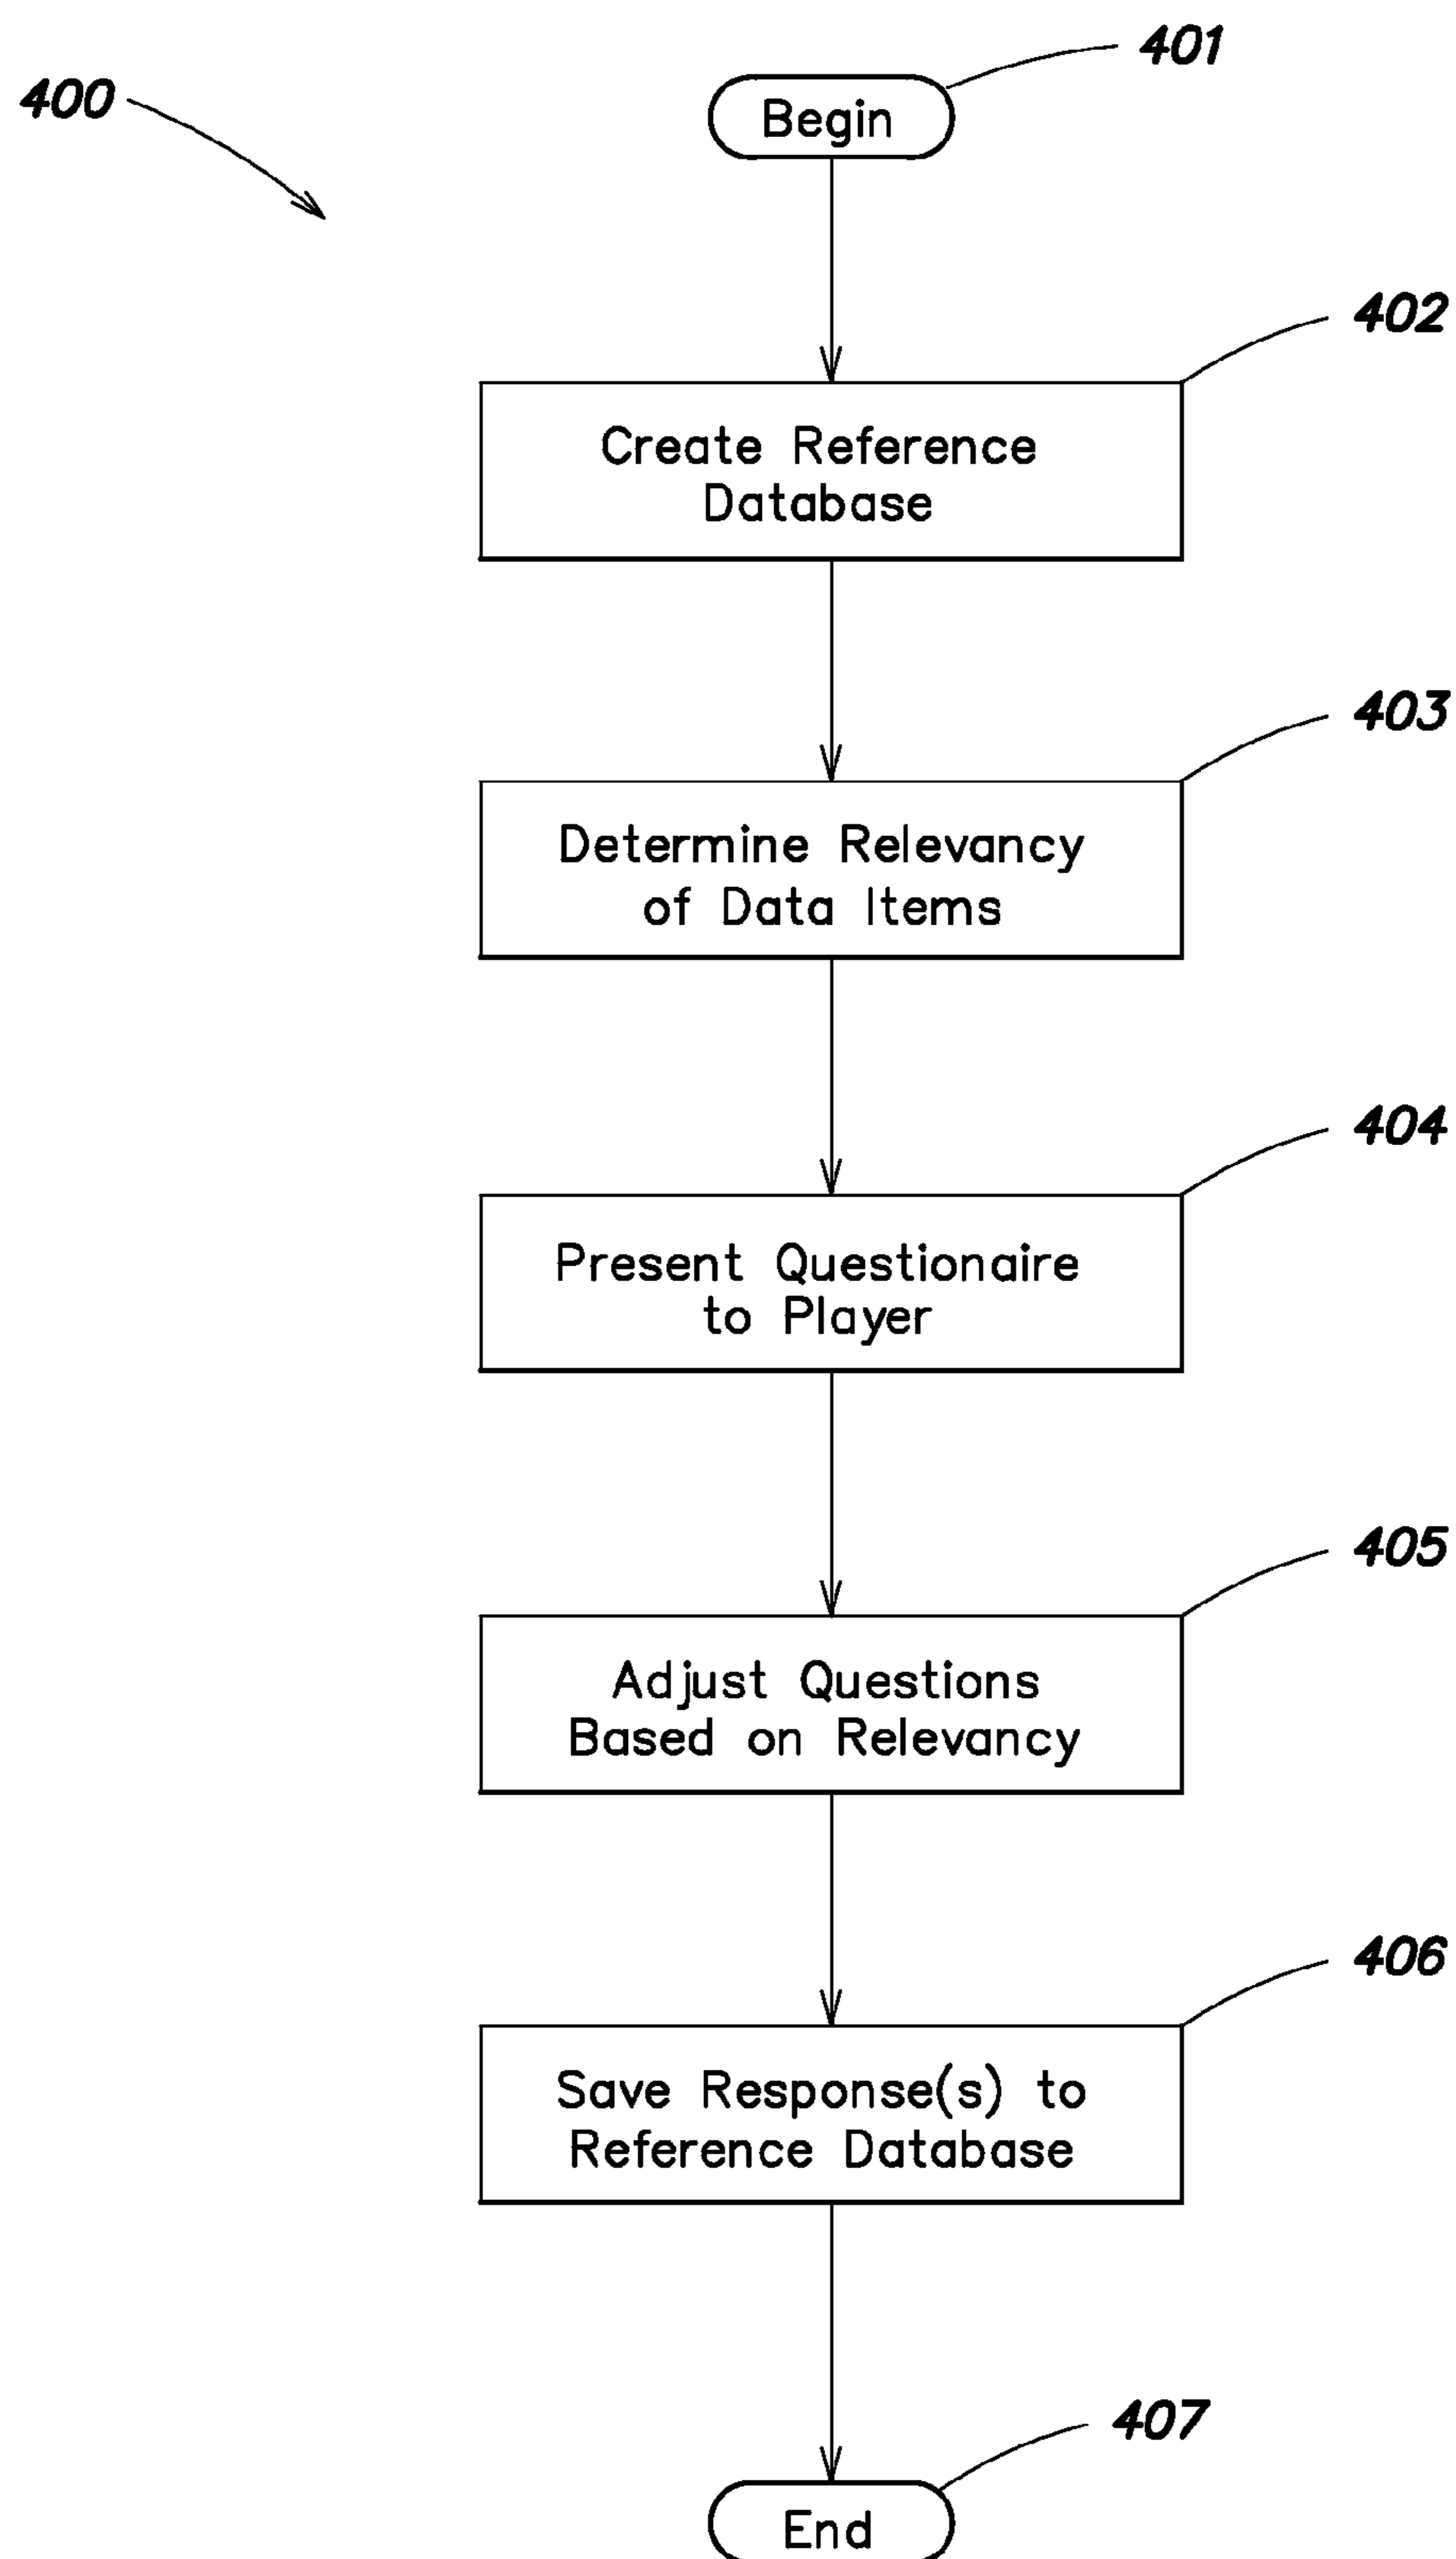 401
400
Begin
402
Create Reference
Database
403
Determine Relevancy
of Data Items
404
Present Questionaire
to Player
405
Adjust Questions
Based on Relevancy
406
Save Response(s) to
Reference Database
407
End